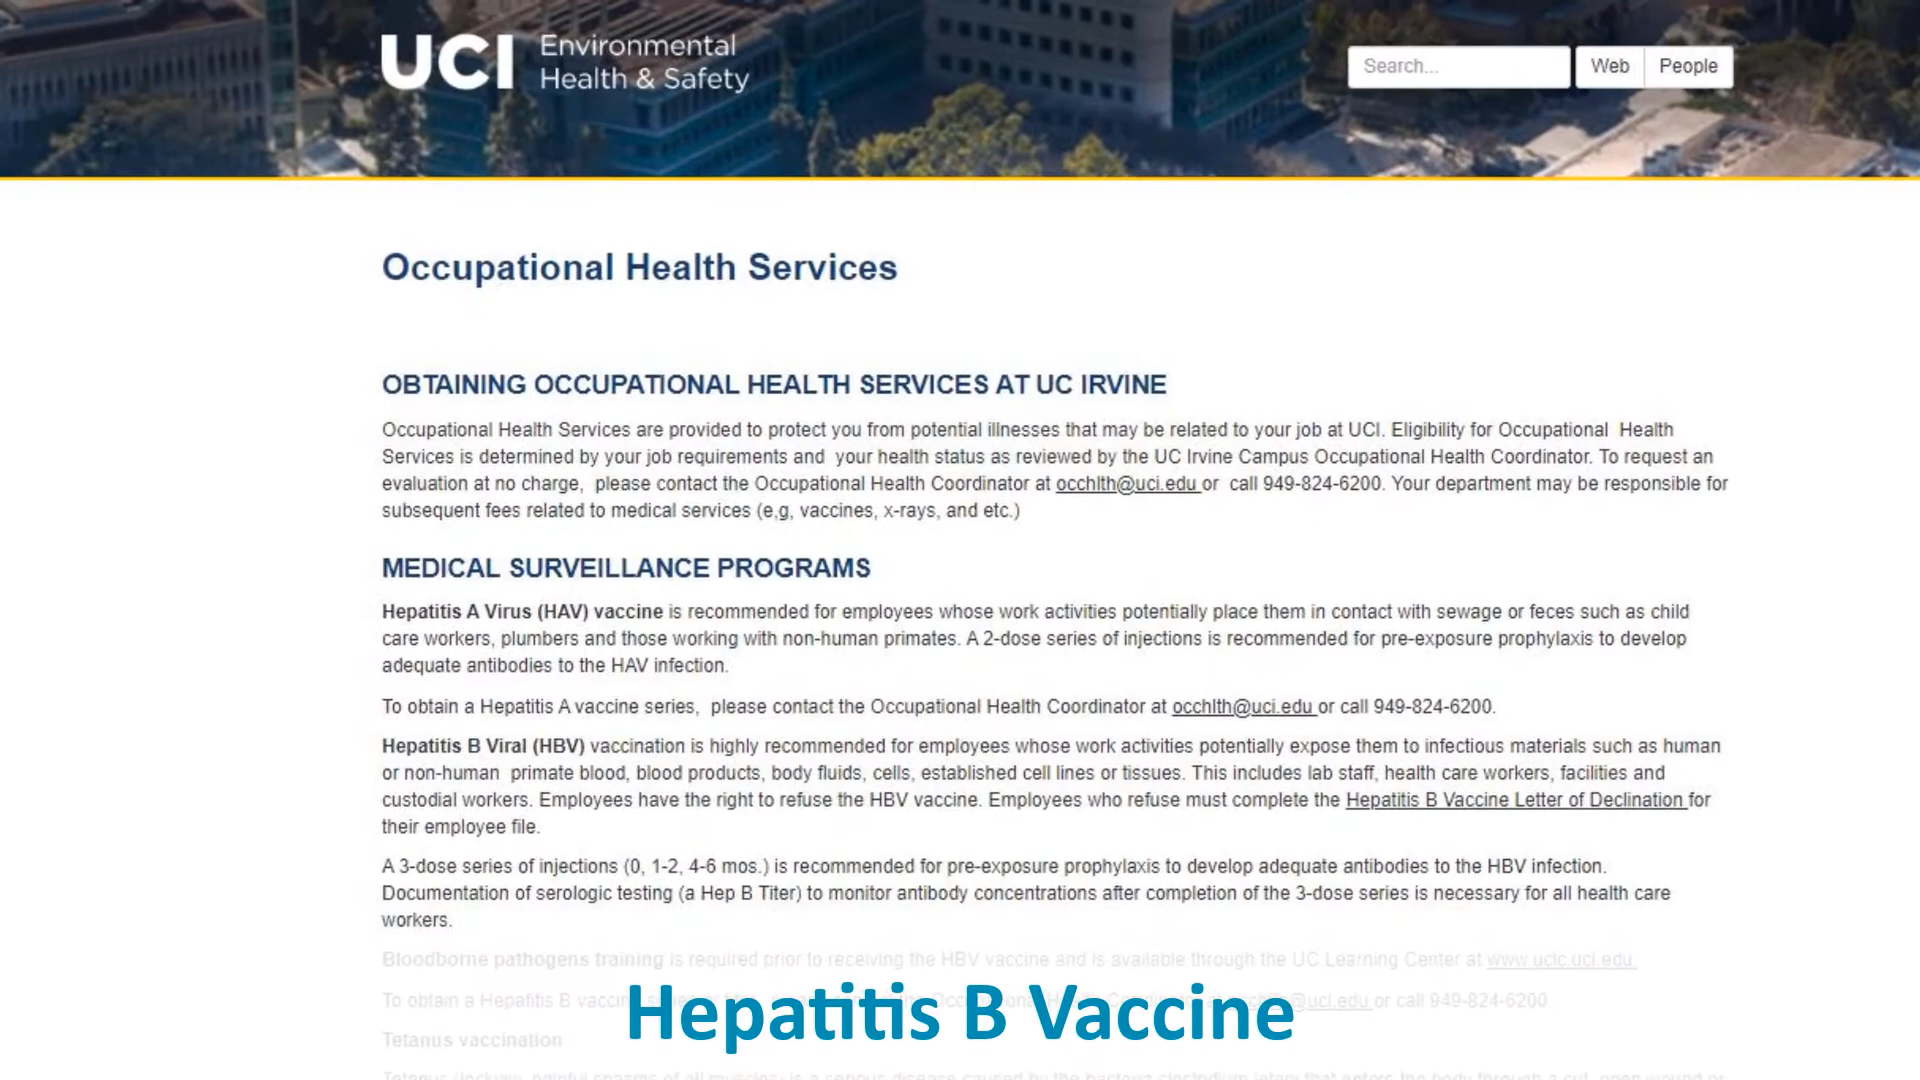 UCI Environmental
Health & Safety
Search...
Web
People
Occupational Health Services
OBTAINING OCCUPATIONAL HEALTH SERVICES AT UC IRVINE
Occupational Health Services are provided to protect you from potential illnesses that may be related to your job at UCI. Eligibility for Occupational Health
Services is determined by your job requirements and your health status as reviewed by the UC Irvine Campus Occupational Health Coordinator. To request an
evaluation at no charge, please contact the Occupational Health Coordinator at occhlth@uci.edu or call 949-824-6200. Your department may be responsible for
subsequent fees related to medical services (e,g, vaccines, x-rays, and etc.)
MEDICAL SURVEILLANCE PROGRAMS
Hepatitis A Virus (HAV) vaccine is recommended for employees whose work activities potentially place them in contact with sewage or feces such as child
care workers, plumbers and those working with non-human primates. A 2-dose series of injections is recommended for pre-exposure prophylaxis to develop
adequate antibodies to the HAV infection.
To obtain a Hepatitis A vaccine series, please contact the Occupational Health Coordinator at occhlth@uci.edu or call 949-824-6200.
Hepatitis B Viral (HBV) vaccination is highly recommended for employees whose work activities potentially expose them to infectious materials such as human
or non-human primate blood, blood products, body fluids, cells, established cell lines or tissues. This includes lab staff, health care workers, facilities and
custodial workers. Employees have the right to refuse the HBV vaccine. Employees who refuse must complete the Hepatitis B Vaccine Letter of Declination for
their employee file.
A 3-dose series of injections (0, 1-2, 4-6 mos.) is recommended for pre-exposure prophylaxis to develop adequate antibodies to the HBV infection.
Documentation of serologic testing (a Hep B Titer) to monitor antibody concentrations after completion of the 3-dose series is necessary for all health care
workers.
Bloodborne pathogens training is required prior to receiving the HBV vaccine and is available through the UC Learning Center at www.uclc.uci.edu.
To obtain a Hepatitis B or call 949-824-6200
Hepatitis B Vaccine
Tetanus vaccination